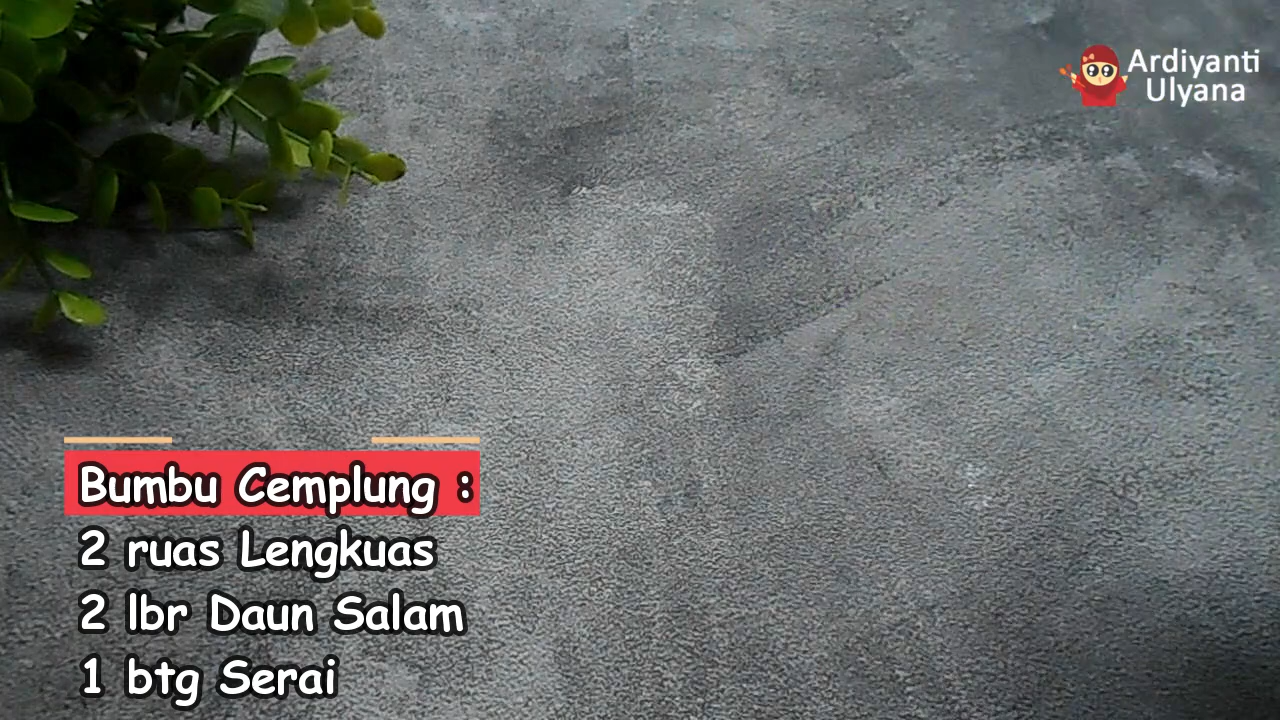 Ardiyanti
Ulyana
Bumbu Cemplung :
2 ruas Lengkuas
2 lbr Daun Salam
1 btg Serai